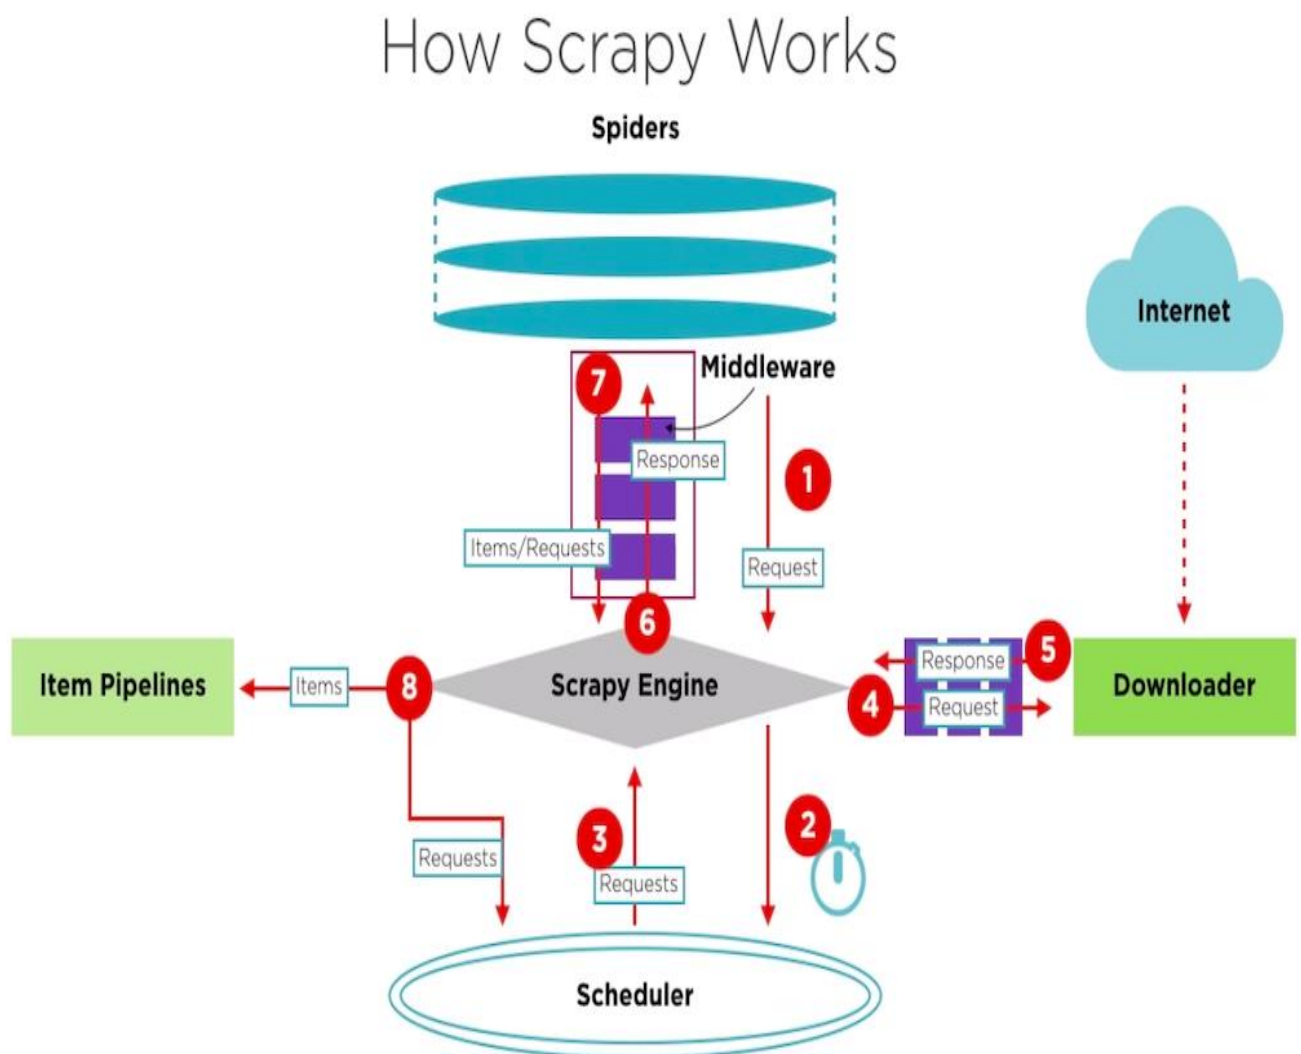 How Scrapy Works
Spiders
Internet
Middleware
7
Response
1
Items/Requests
Request
6
5
Item Pipelines
Items
8
Scrapy Engine
4
Response
Request
Downloader
3
2
Requests
Requests
Scheduler